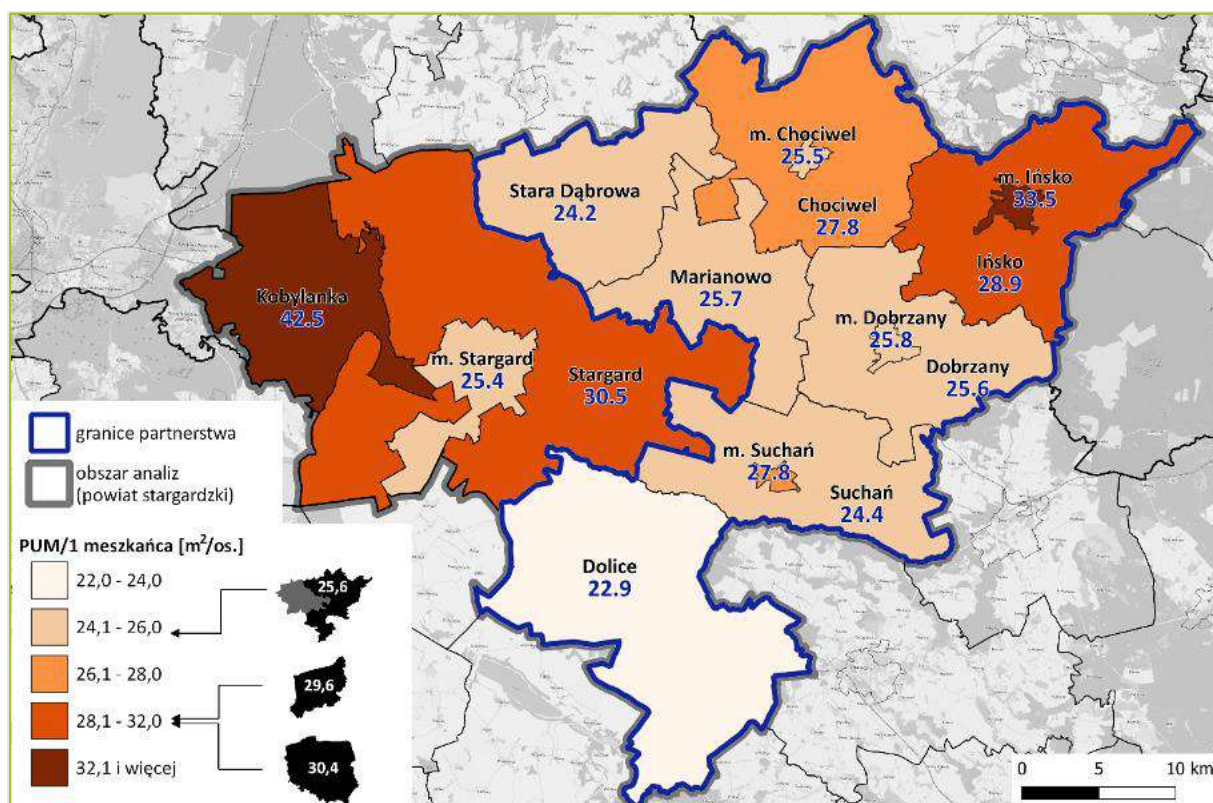 m. Chociwel
25.5
Stara Dąbrowa
24.2
m. Ińsko
33.5
Chociwel
27.8
Marianowo
25.7
Ińsko
28.9
Kobylanka
42.5
m. Dobrzany
25.8
m. Stargard
25.4
Stargard
30.5
Dobrzany
25.6
m. Suchań
27.8
Suchań
24.4
Dolice
22.9
granice partnerstwa
obszar analiz
(powiat stargardzki)
PUM/1 meszkańca [m²/os.]
22,0 - 24,0
24,1 - 26,0
26,1 - 28,0
28,1 - 32,0
32,1 i więcej
25,6
29,6
30,4
0 5 10 km